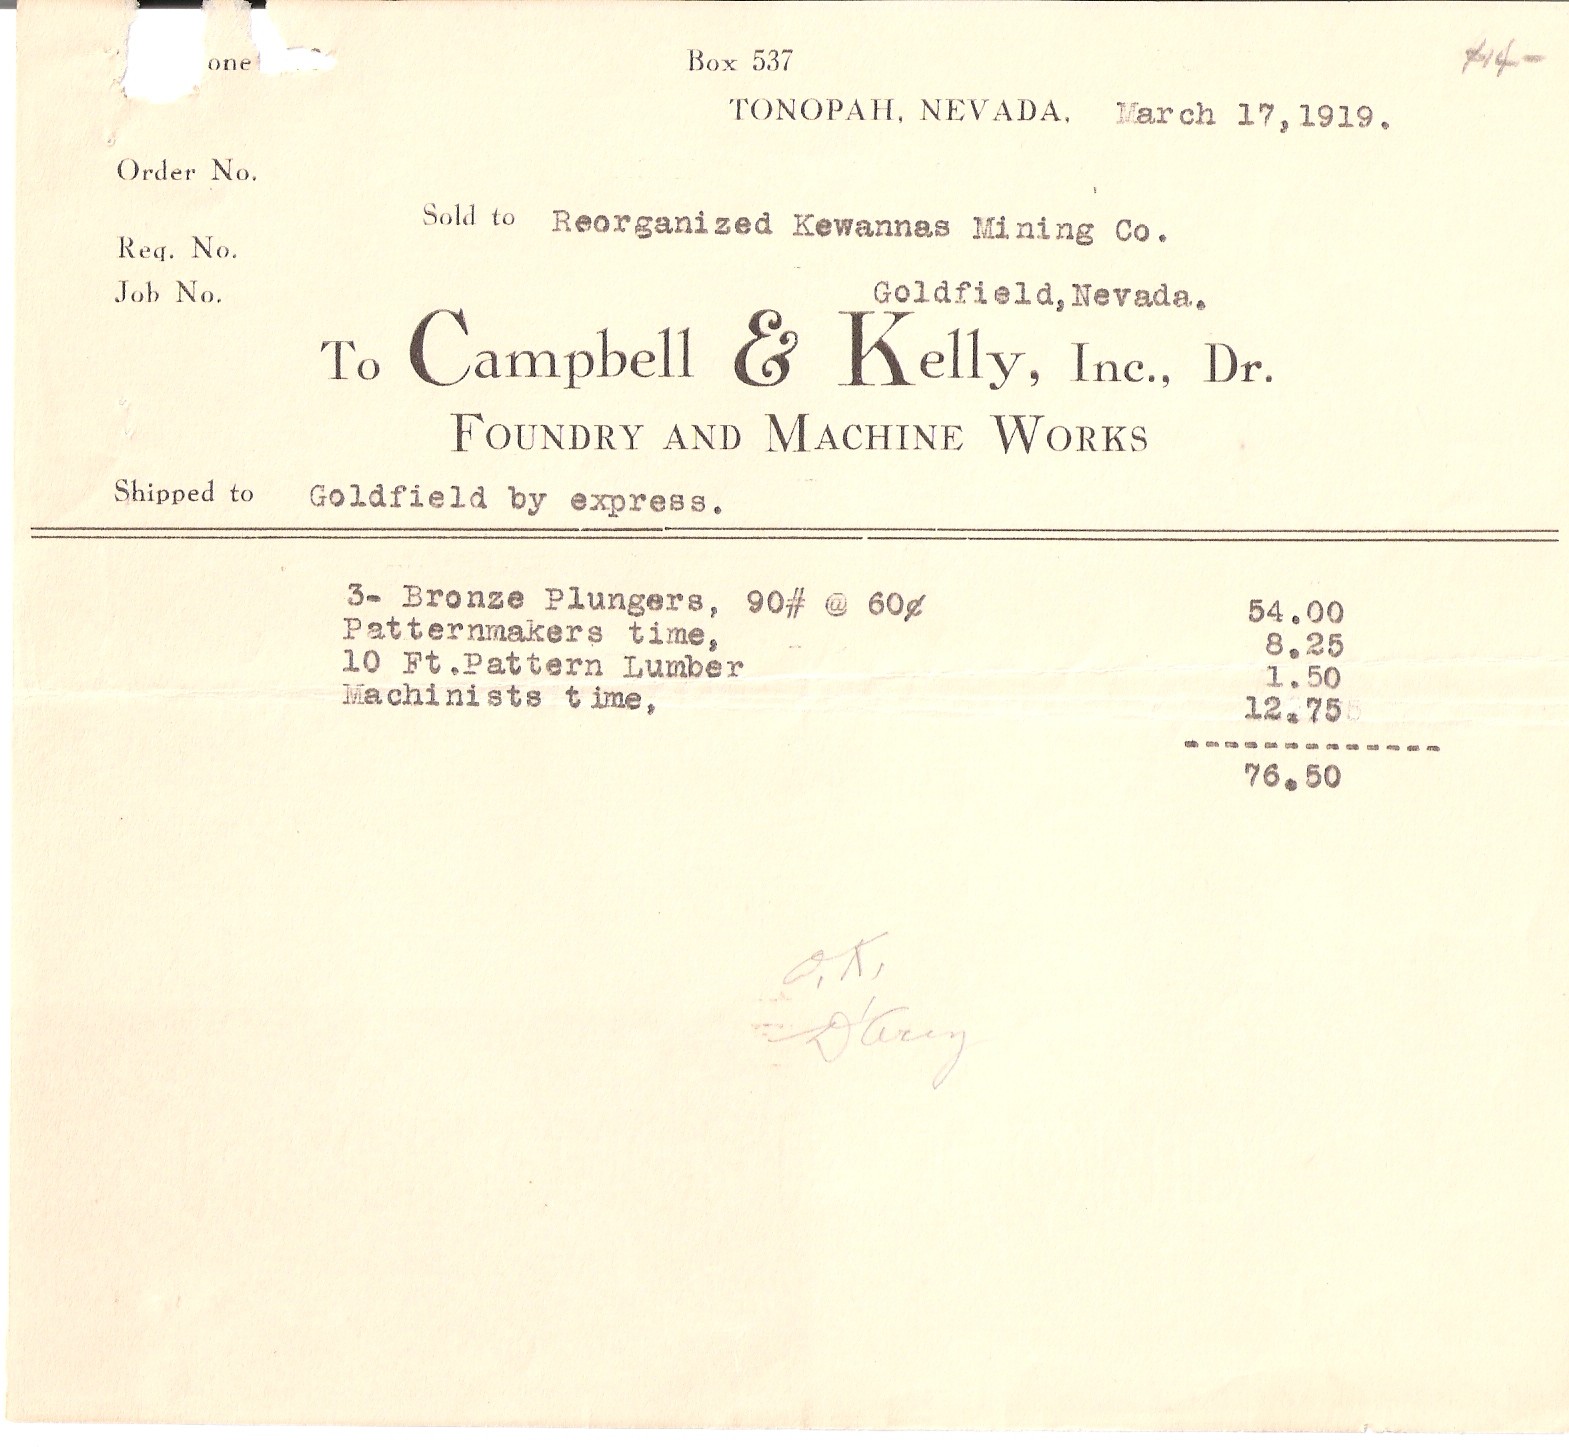 one
Box 537
TONOPAH, NEVADA. March 17,1919.
Order No.
Sold to Reorganized Kewannas Mining Co.
Req. No.
Job No.
Goldfield,Nevada.
To Campbell & Kelly, Inc., Dr.
FOUNDRY AND MACHINE WORKS
Shipped to Goldfield by express.
3- Bronze Plungers, 90# @ 60¢ 54.00
Patternmakers time, 8.25
10 Ft.Pattern Lumber 1.50
Machinists time, 12.75
--------------
76.50
O.K.